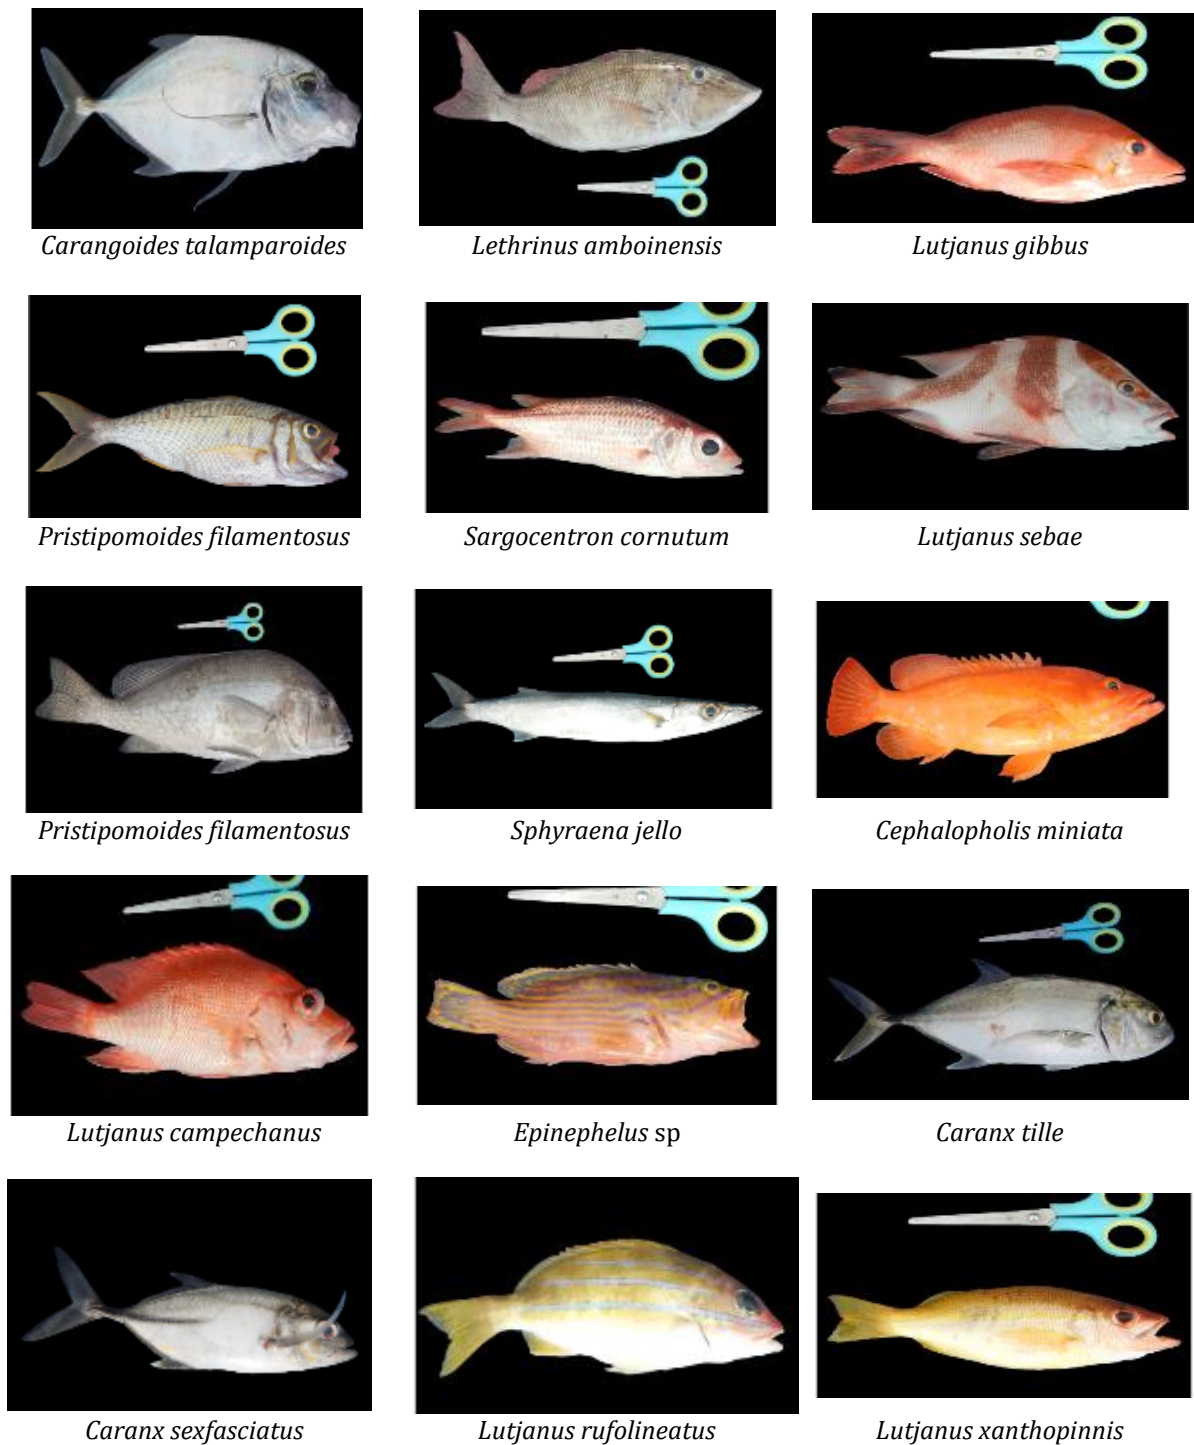 Carangoides talamparoides
Lethrinus amboinensis
Lutjanus gibbus
Pristipomoides filamentosus
Sargocentron cornutum
Lutjanus sebae
Pristipomoides filamentosus
Sphyraena jello
Cephalopholis miniata
Lutjanus campechanus
Epinephelus sp
Caranx tille
Caranx sexfasciatus
Lutjanus rufolineatus
Lutjanus xanthopinnis